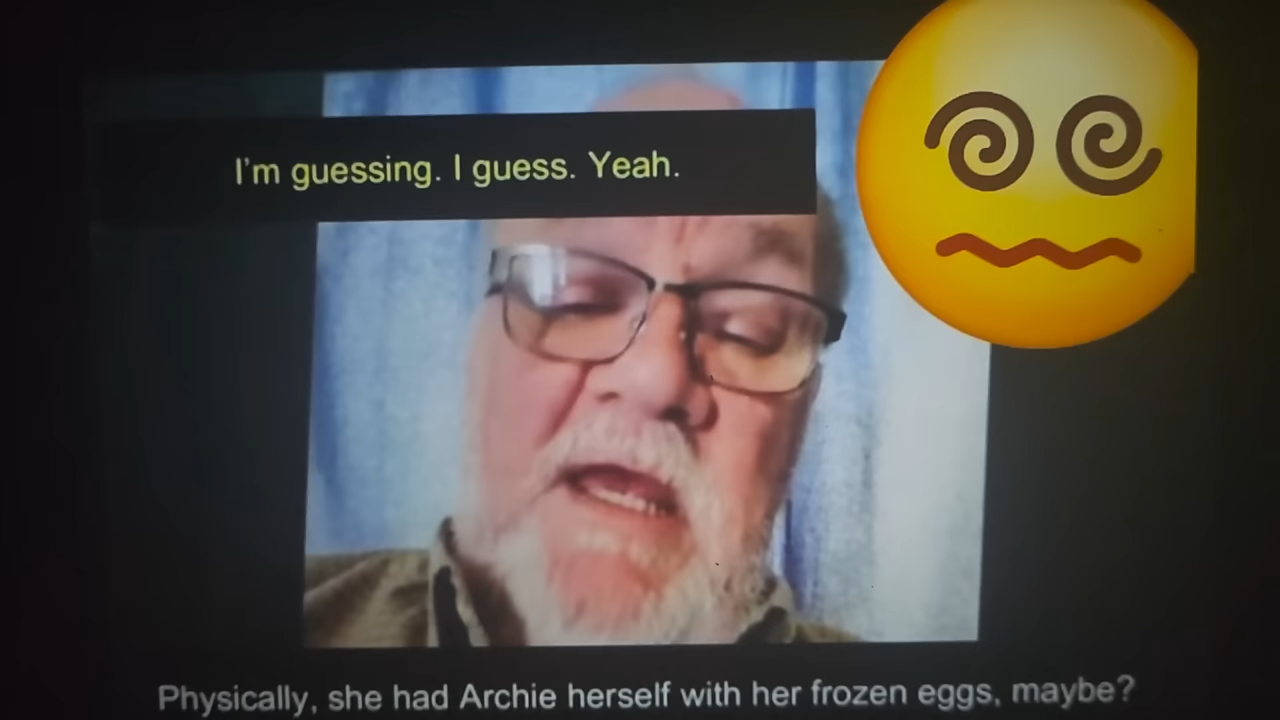 I'm guessing. I guess. Yeah.
Physically, she had Archie herself with her frozen eggs, maybe?